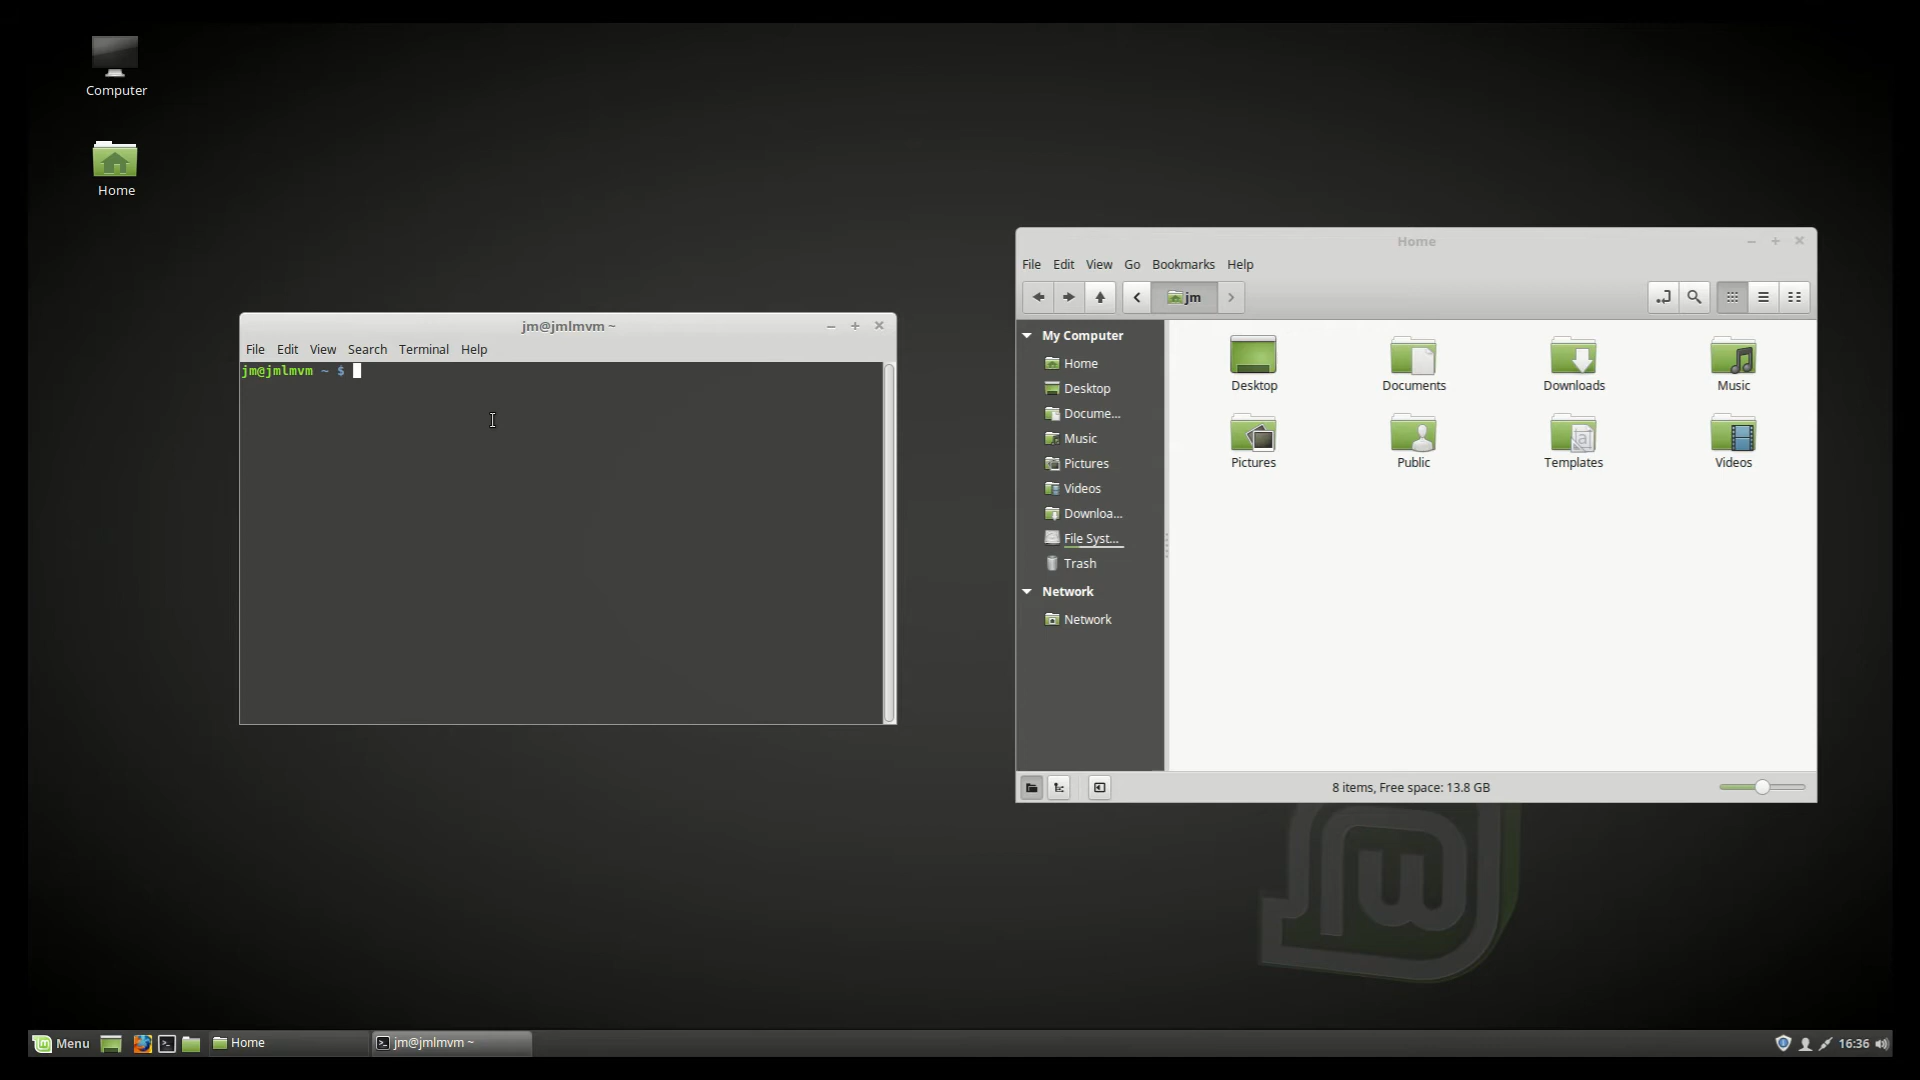 Computer
Home
jm@jmlmvm ~
File Edit View Search Terminal Help
jm@jmlmvm ~ $
Home
File Edit View Go Bookmarks Help
jm
My Computer
Home
Desktop
Docume...
Music
Pictures
Videos
Downloa...
File Syst...
Trash
Network
Network
Desktop
Documents
Downloads
Music
Pictures
Public
Templates
Videos
8 items, Free space: 13.8 GB
Menu
Home
jm@jmlmvm ~
16:36